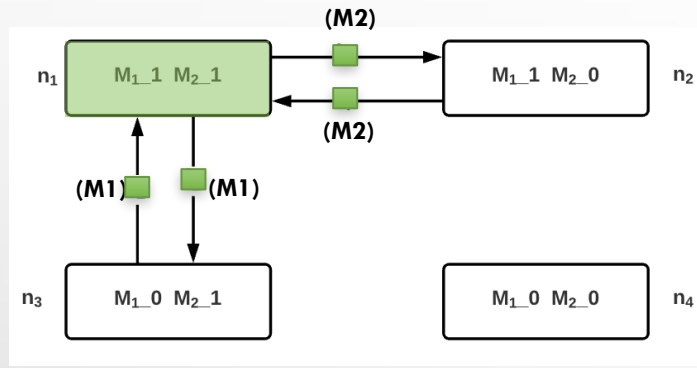 (M2)
n₁ M₁_1 M₂_1
M₁_1 M₂_0 n₂
(M2)
(M1) (M1)
n₃ M₁_0 M₂_1
M₁_0 M₂_0 n₄